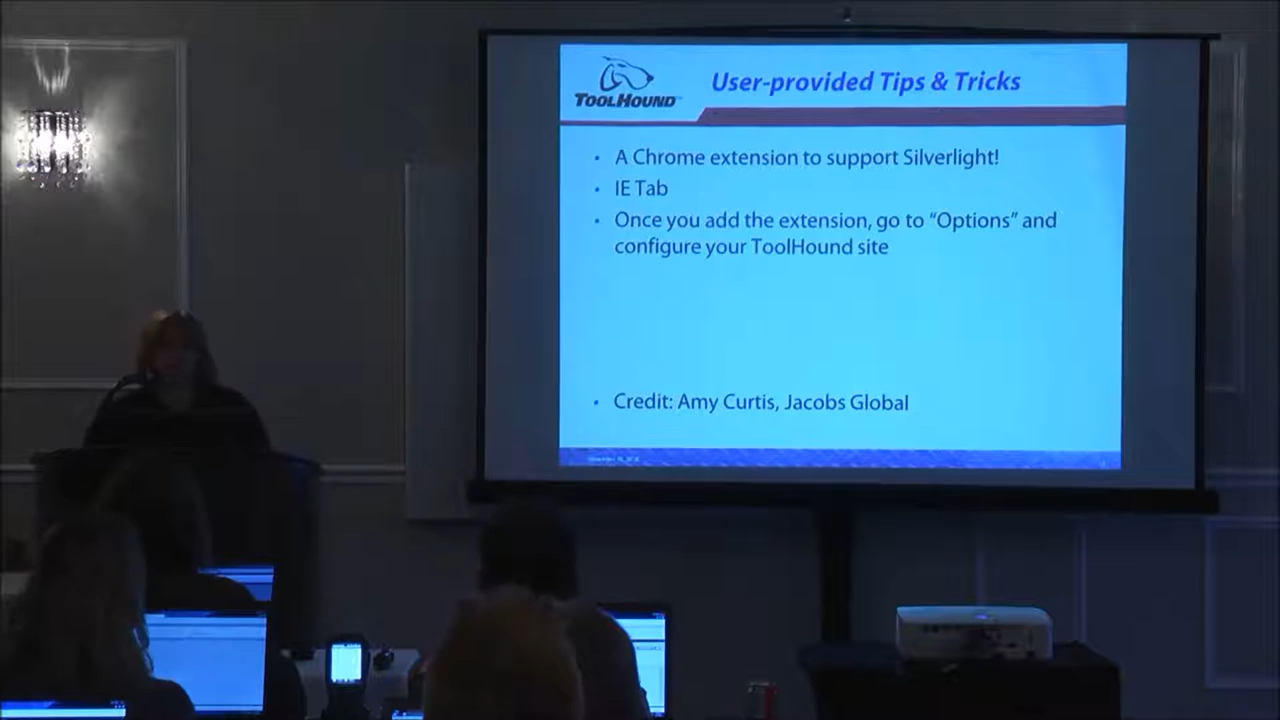 TOOLHOUND
User-provided Tips & Tricks
• A Chrome extension to support Silverlight!
• IE Tab
• Once you add the extension, go to “Options” and
configure your ToolHound site
• Credit: Amy Curtis, Jacobs Global